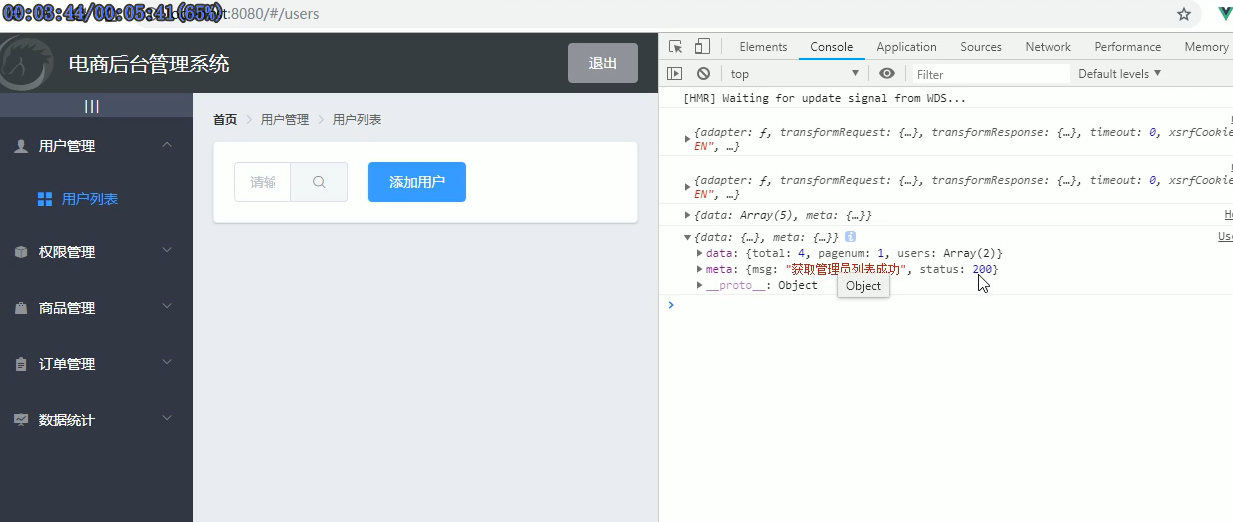 00:03:44/00:05:41(65%)
:8080/#/users
电商后台管理系统
退出
|||
用户管理
用户列表
权限管理
商品管理
订单管理
数据统计
首页 > 用户管理 > 用户列表
请输
添加用户
Elements Console Application Sources Network Performance Memory
top Filter Default levels
[HMR] Waiting for update signal from WDS...
{adapter: ƒ, transformRequest: {…}, transformResponse: {…}, timeout: 0, xsrfCookie
EN", …}
{adapter: ƒ, transformRequest: {…}, transformResponse: {…}, timeout: 0, xsrfCookie
EN", …}
{data: Array(5), meta: {…}}
{data: {…}, meta: {…}} i
Use
data: {total: 4, pagenum: 1, users: Array(2)}
meta: {msg: "获取管理员列表成功", status: 200}
__proto__: Object
Object